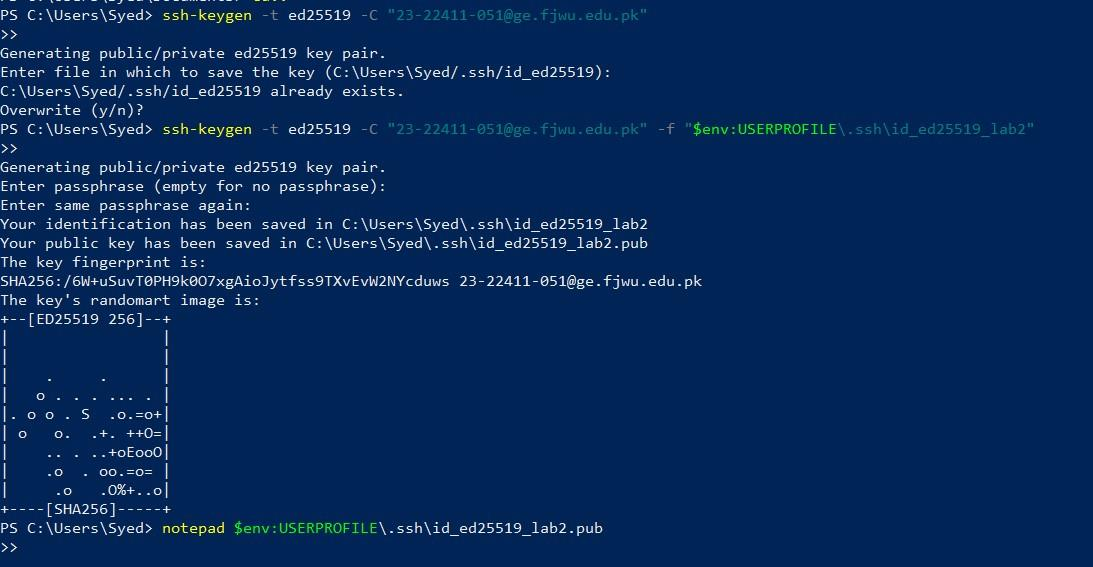 PS C:\Users\Syed> ssh-keygen -t ed25519 -C "23-22411-051@ge.fjwu.edu.pk"
>>
Generating public/private ed25519 key pair.
Enter file in which to save the key (C:\Users\Syed/.ssh/id_ed25519):
C:\Users\Syed/.ssh/id_ed25519 already exists.
Overwrite (y/n)?
PS C:\Users\Syed> ssh-keygen -t ed25519 -C "23-22411-051@ge.fjwu.edu.pk" -f "$env:USERPROFILE\.ssh\id_ed25519_lab2"
>>
Generating public/private ed25519 key pair.
Enter passphrase (empty for no passphrase):
Enter same passphrase again:
Your identification has been saved in C:\Users\Syed\.ssh\id_ed25519_lab2
Your public key has been saved in C:\Users\Syed\.ssh\id_ed25519_lab2.pub
The key fingerprint is:
SHA256:/6W+uSuvT0PH9k0O7xgAioJytfss9TXvEvW2NYcduws 23-22411-051@ge.fjwu.edu.pk
The key's randomart image is:
+--[ED25519 256]--+
|                 |
|                 |
|    .     .      |
|   o . . . ... . |
|. o o . S  .o.=o+|
| o   o.  .+. ++O=|
|    .. . ..+oEooO|
|    .o  . oo.=o= |
|     .o   .O%+..o|
+----[SHA256]-----+
PS C:\Users\Syed> notepad $env:USERPROFILE\.ssh\id_ed25519_lab2.pub
>>